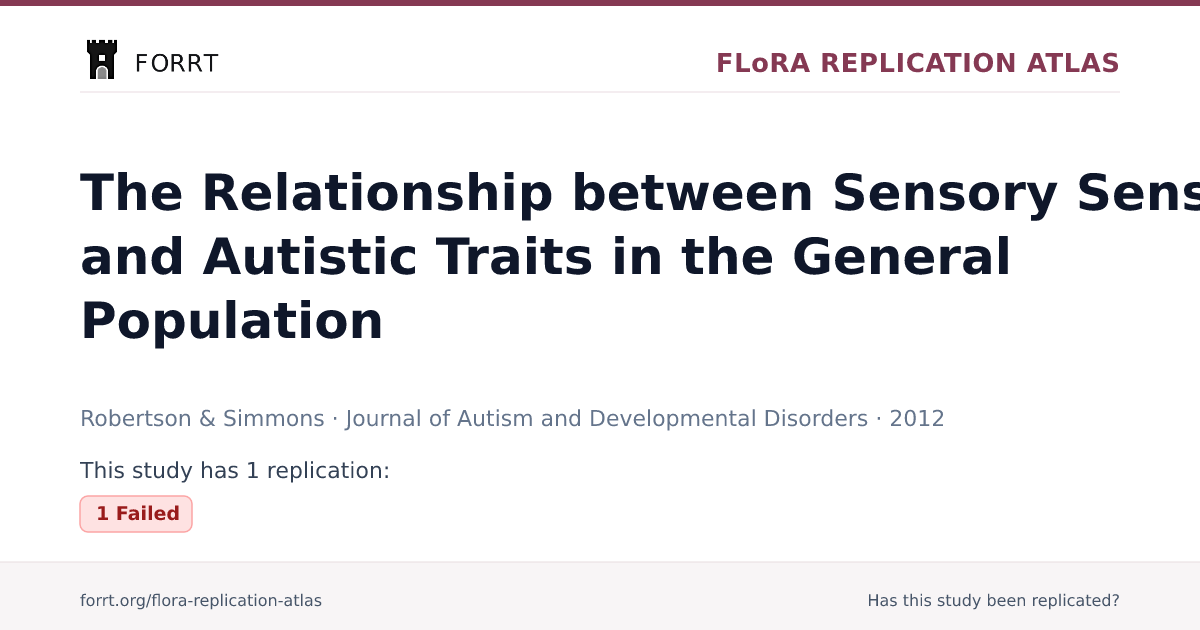 FORRT
FLoRA REPLICATION ATLAS
The Relationship between Sensory Sens
and Autistic Traits in the General
Population
Robertson & Simmons · Journal of Autism and Developmental Disorders · 2012
This study has 1 replication:
1 Failed
forrt.org/flora-replication-atlas
Has this study been replicated?